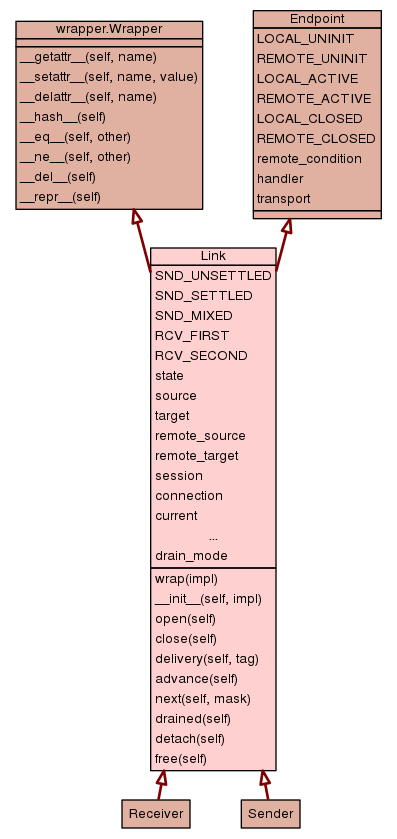 wrapper.Wrapper
__getattr__(self, name)
__setattr__(self, name, value)
__delattr__(self, name)
__hash__(self)
__eq__(self, other)
__ne__(self, other)
__del__(self)
__repr__(self)
Endpoint
LOCAL_UNINIT
REMOTE_UNINIT
LOCAL_ACTIVE
REMOTE_ACTIVE
LOCAL_CLOSED
REMOTE_CLOSED
remote_condition
handler
transport
Link
SND_UNSETTLED
SND_SETTLED
SND_MIXED
RCV_FIRST
RCV_SECOND
state
source
target
remote_source
remote_target
session
connection
current
...
drain_mode
wrap(impl)
__init__(self, impl)
open(self)
close(self)
delivery(self, tag)
advance(self)
next(self, mask)
drained(self)
detach(self)
free(self)
Receiver
Sender